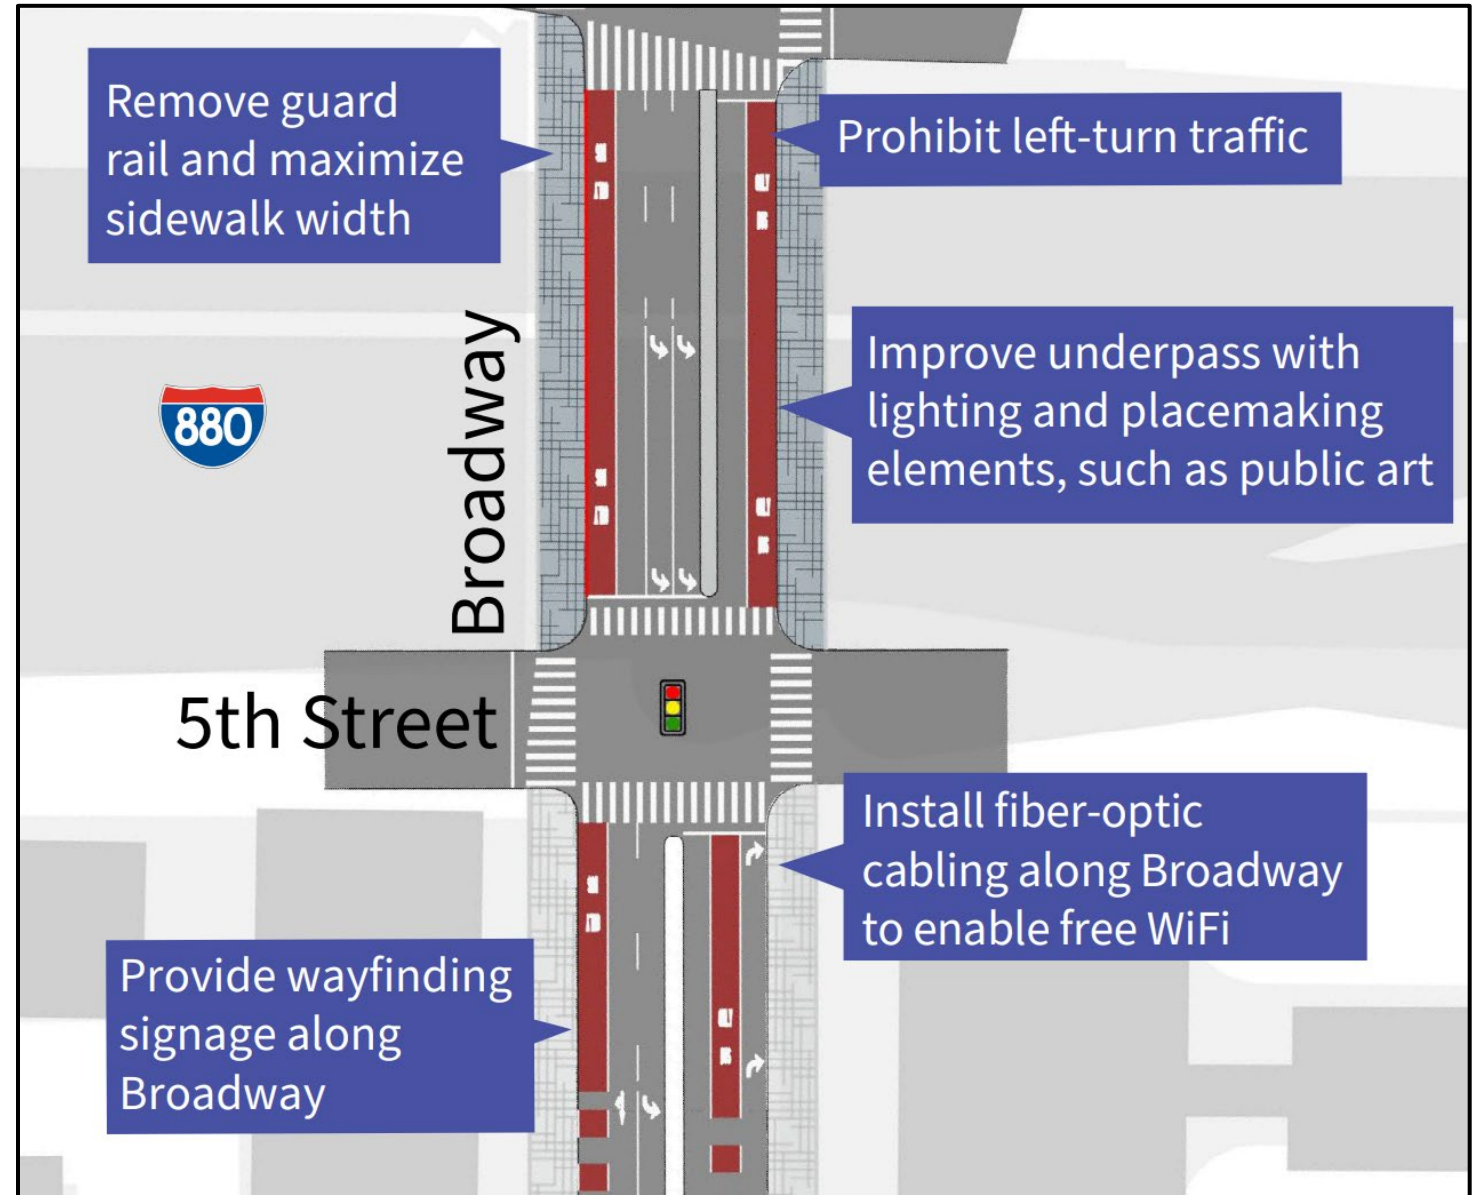 Remove guard
rail and maximize
sidewalk width
Prohibit left-turn traffic
Broadway
880
Improve underpass with
lighting and placemaking
elements, such as public art
5th Street
Install fiber-optic
cabling along Broadway
to enable free WiFi
Provide wayfinding
signage along
Broadway